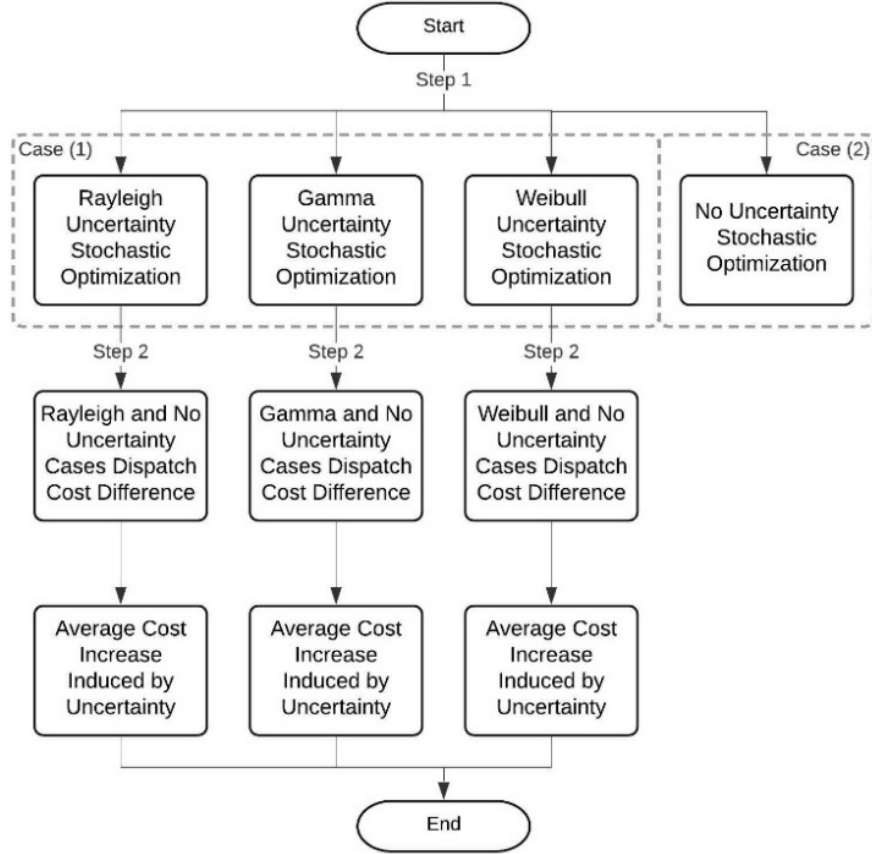 Start
Step 1
Case (1)
Case (2)
Rayleigh
Uncertainty
Stochastic
Optimization
Gamma
Uncertainty
Stochastic
Optimization
Weibull
Uncertainty
Stochastic
Optimization
No Uncertainty
Stochastic
Optimization
Step 2
Step 2
Step 2
Rayleigh and No
Uncertainty
Cases Dispatch
Cost Difference
Gamma and No
Uncertainty
Cases Dispatch
Cost Difference
Weibull and No
Uncertainty
Cases Dispatch
Cost Difference
Average Cost
Increase
Induced by
Uncertainty
Average Cost
Increase
Induced by
Uncertainty
Average Cost
Increase
Induced by
Uncertainty
End